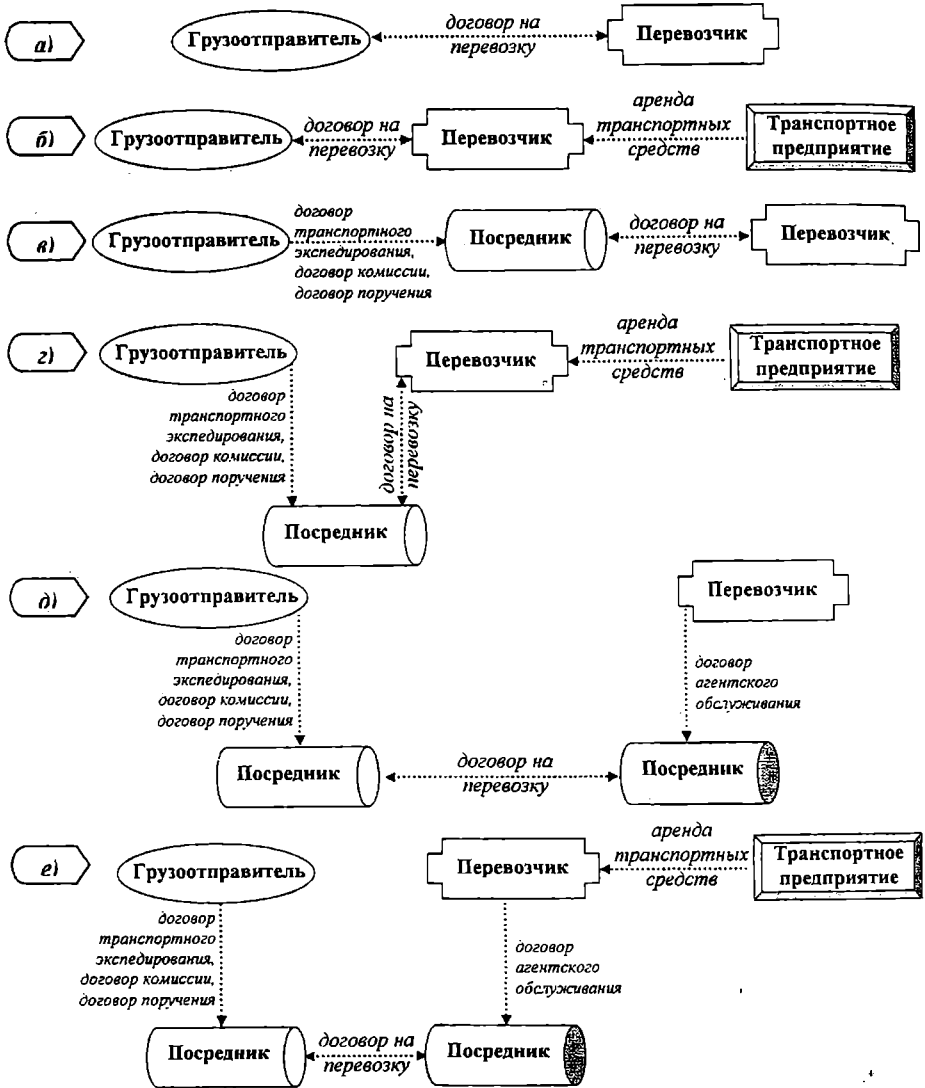 а)
Грузоотправитель
договор на
перевозку
Перевозчик
б)
Грузоотправитель
договор на
перевозку
Перевозчик
аренда
транспортных
средств
Транспортное
предприятие
в)
Грузоотправитель
договор
транспортного
экспедирования,
договор комиссии,
договор поручения
Посредник
договор на
перевозку
Перевозчик
г)
Грузоотправитель
договор
транспортного
экспедирования,
договор комиссии,
договор поручения
Посредник
договор на
перевозку
Перевозчик
аренда
транспортных
средств
Транспортное
предприятие
д)
Грузоотправитель
договор
транспортного
экспедирования,
договор комиссии,
договор поручения
Посредник
договор на
перевозку
Перевозчик
договор
агентского
обслуживания
Посредник
е)
Грузоотправитель
договор
транспортного
экспедирования,
договор комиссии,
договор поручения
Посредник
договор на
перевозку
Перевозчик
аренда
транспортных
средств
Транспортное
предприятие
договор
агентского
обслуживания
Посредник